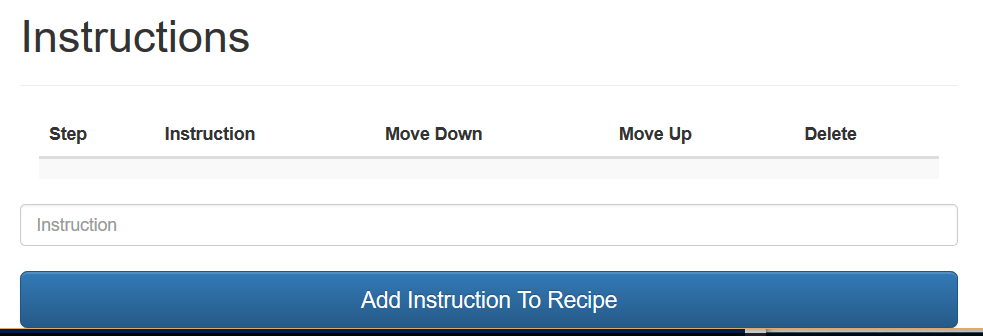 Instructions
Step Instruction Move Down Move Up Delete
Instruction
Add Instruction To Recipe